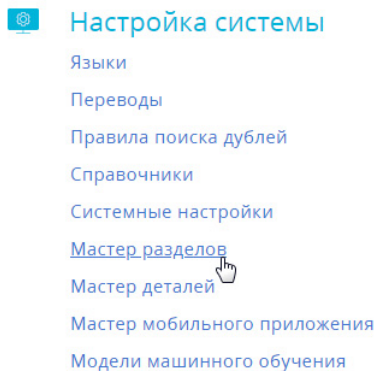 Настройка системы
Языки
Переводы
Правила поиска дублей
Справочники
Системные настройки
Мастер разделов
Мастер деталей
Мастер мобильного приложения
Модели машинного обучения